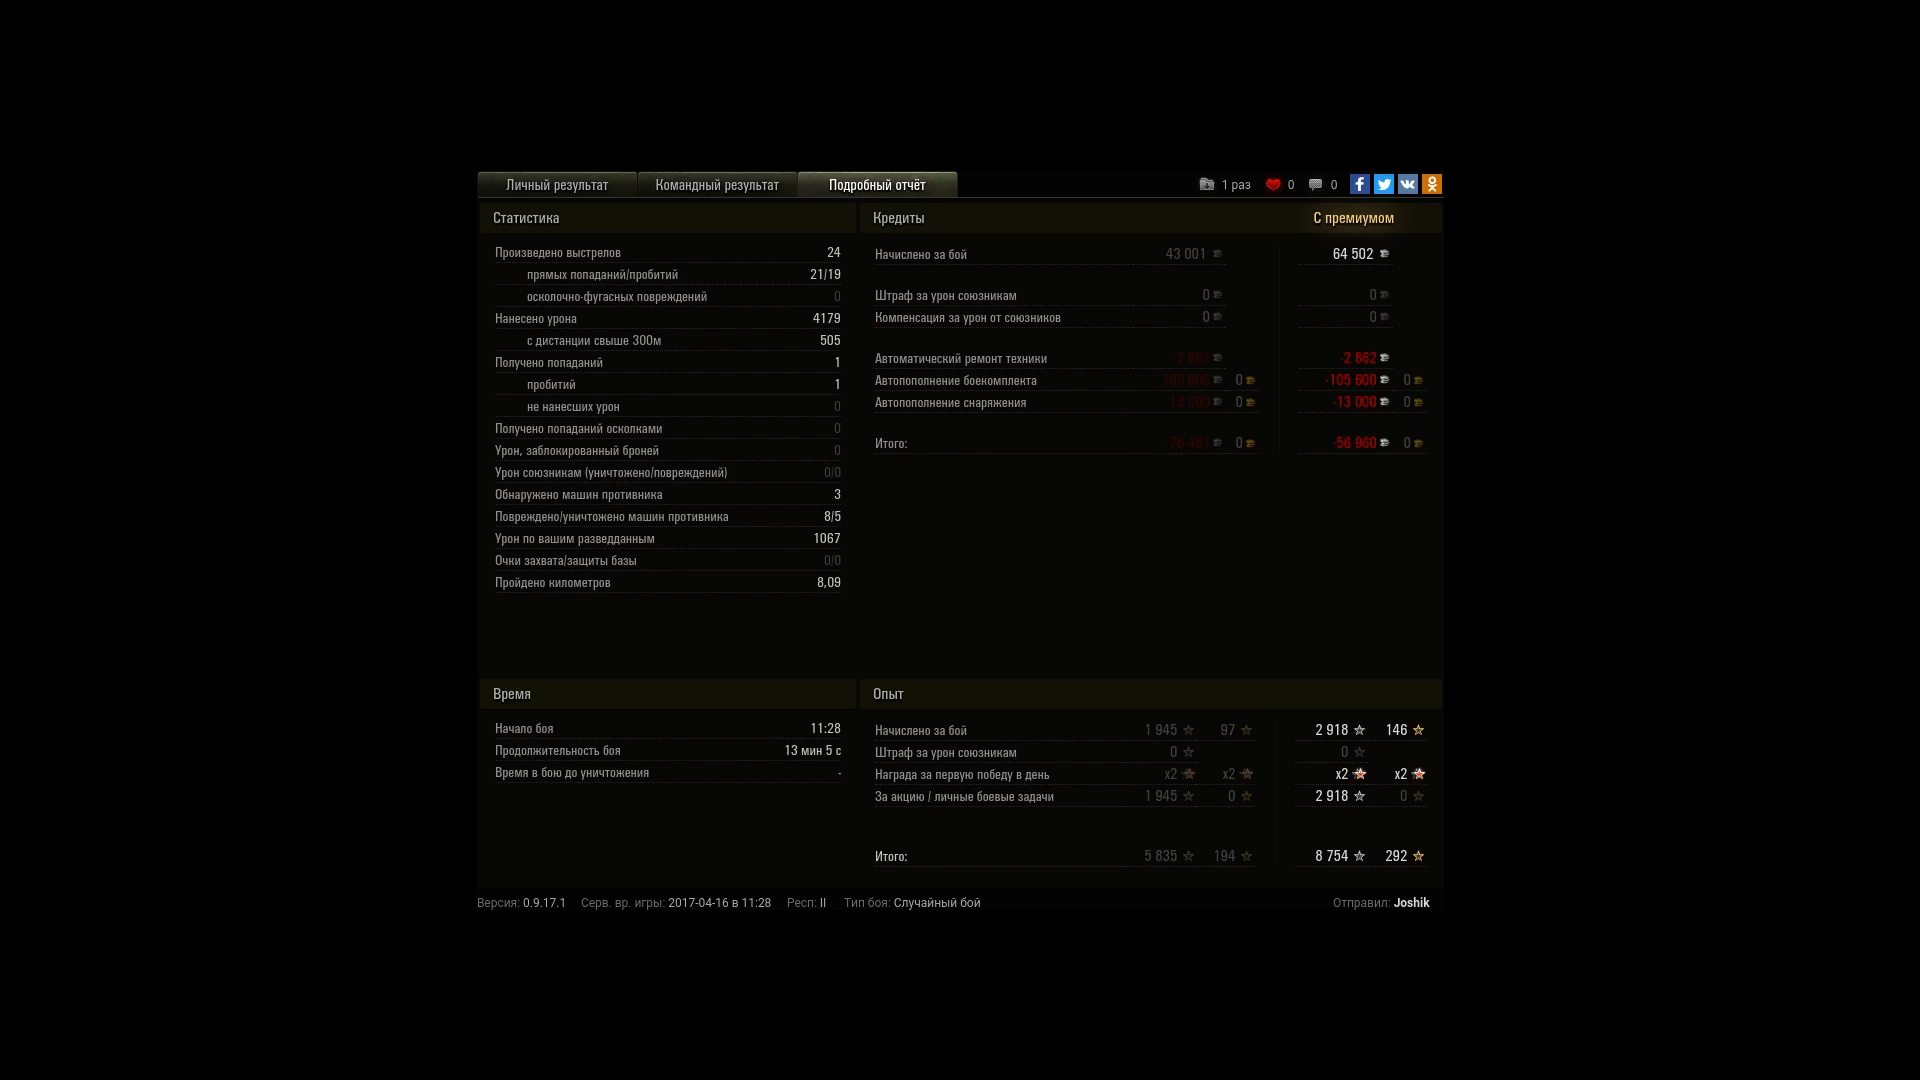 Личный результат Командный результат Подробный отчёт 1 раз 0 0
Статистика
Произведено выстрелов 24
прямых попаданий/пробитий 21/19
осколочно-фугасных повреждений 0
Нанесено урона 4179
с дистанции свыше 300м 505
Получено попаданий 1
пробитий 1
не нанесших урон 0
Получено попаданий осколками 0
Урон, заблокированный броней 0
Урон союзникам (уничтожено/повреждений) 0/0
Обнаружено машин противника 3
Повреждено/уничтожено машин противника 8/5
Урон по вашим разведданным 1067
Очки захвата/защиты базы 0/0
Пройдено километров 8,09
Кредиты С премиумом
Начислено за бой 43 001 64 502
Штраф за урон союзникам 0 0
Компенсация за урон от союзников 0 0
Автоматический ремонт техники -2 862
Автопополнение боекомплекта 0 -105 600 0
Автопополнение снаряжения 0 -13 000 0
Итого: 0 -56 960 0
Время
Начало боя 11:28
Продолжительность боя 13 мин 5 с
Время в бою до уничтожения -
Опыт
Начислено за бой 1 945 97 2 918 146
Штраф за урон союзникам 0 0
Награда за первую победу в день x2 x2 x2 x2
За акцию / личные боевые задачи 1 945 0 2 918 0
Итого: 5 835 194 8 754 292
Версия: 0.9.17.1 Серв. вр. игры: 2017-04-16 в 11:28 Респ: II Тип боя: Случайный бой Отправил: Joshik